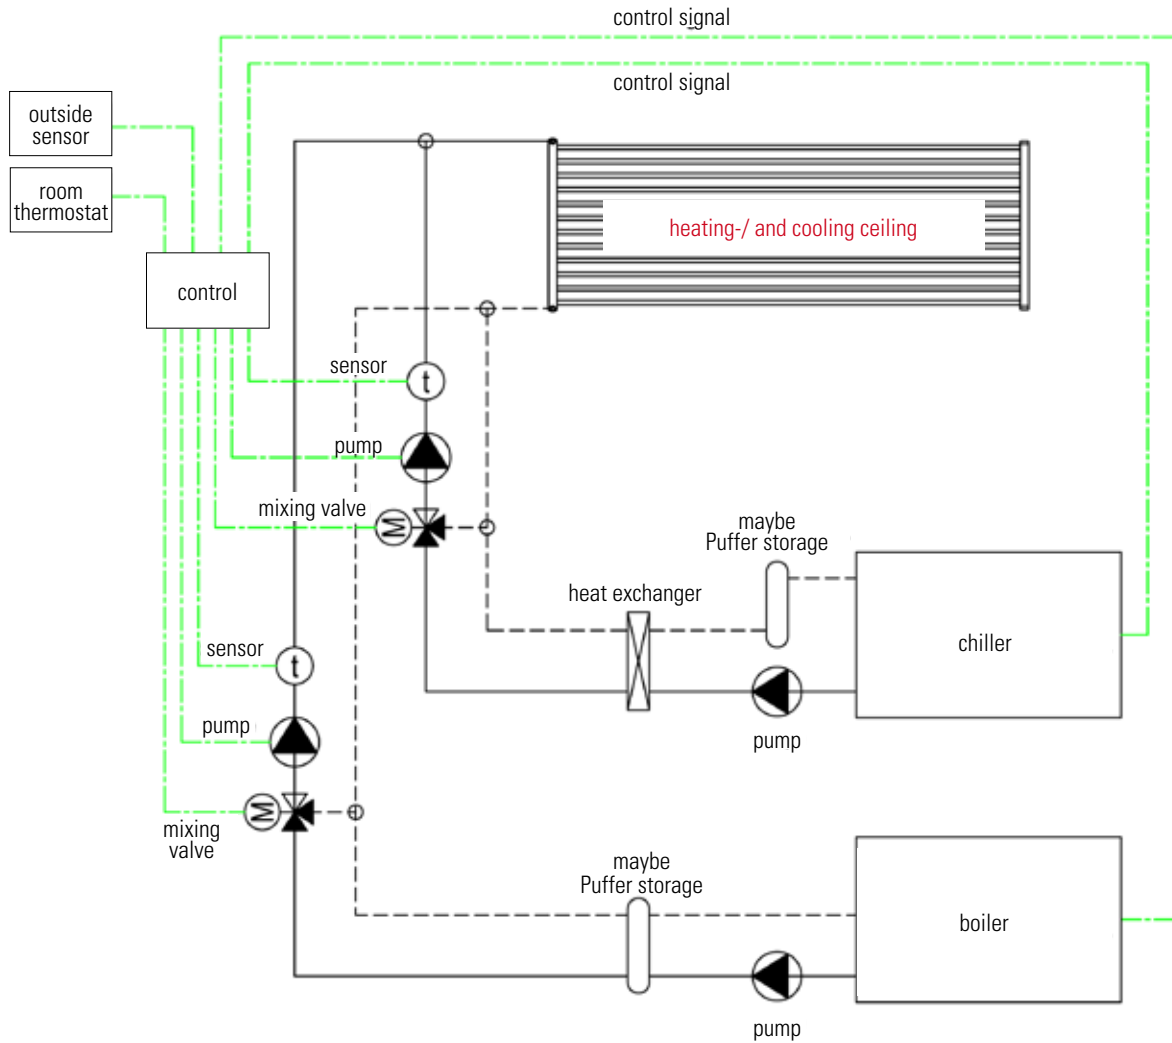 control signal
control signal
outside
sensor
room
thermostat
heating-/ and cooling ceiling
control
sensor
t
pump
mixing valve
M
maybe
Puffer storage
heat exchanger
chiller
sensor
t
pump
pump
M
mixing
valve
maybe
Puffer storage
boiler
pump